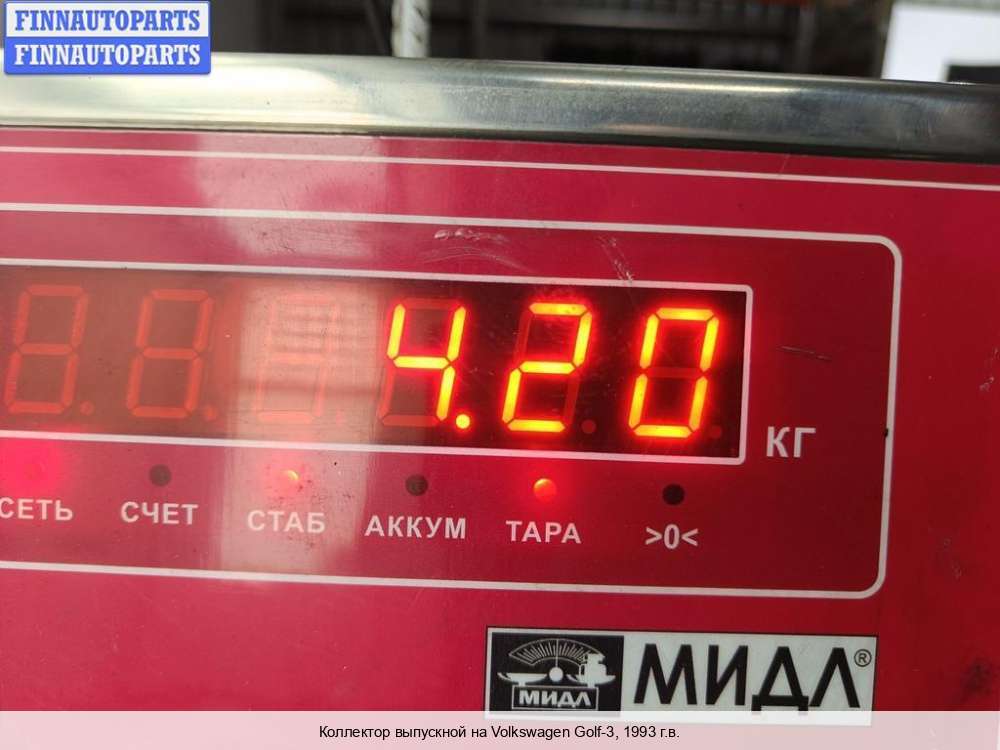 FINNAUTOPARTS
FINNAUTOPARTS
4.20
КГ
СЕТЬ СЧЕТ СТАБ АККУМ ТАРА >0<
МИДЛ МИДЛ®
Коллектор выпускной на Volkswagen Golf-3, 1993 г.в.